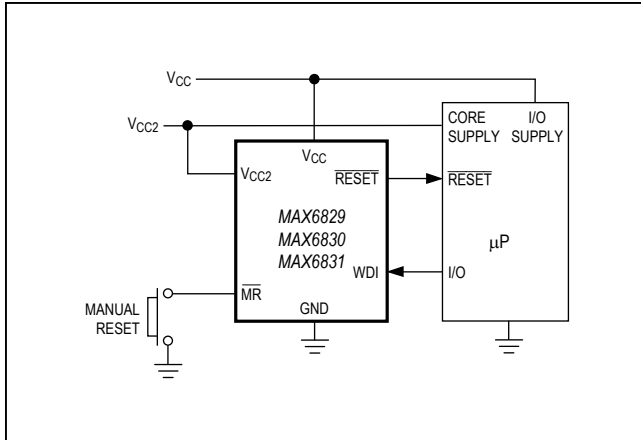 VCC
VCC2
CORE SUPPLY
I/O SUPPLY
VCC
VCC2
RESET
RESET
MAX6829
MAX6830
MAX6831
µP
WDI
I/O
MR
MANUAL
RESET
GND